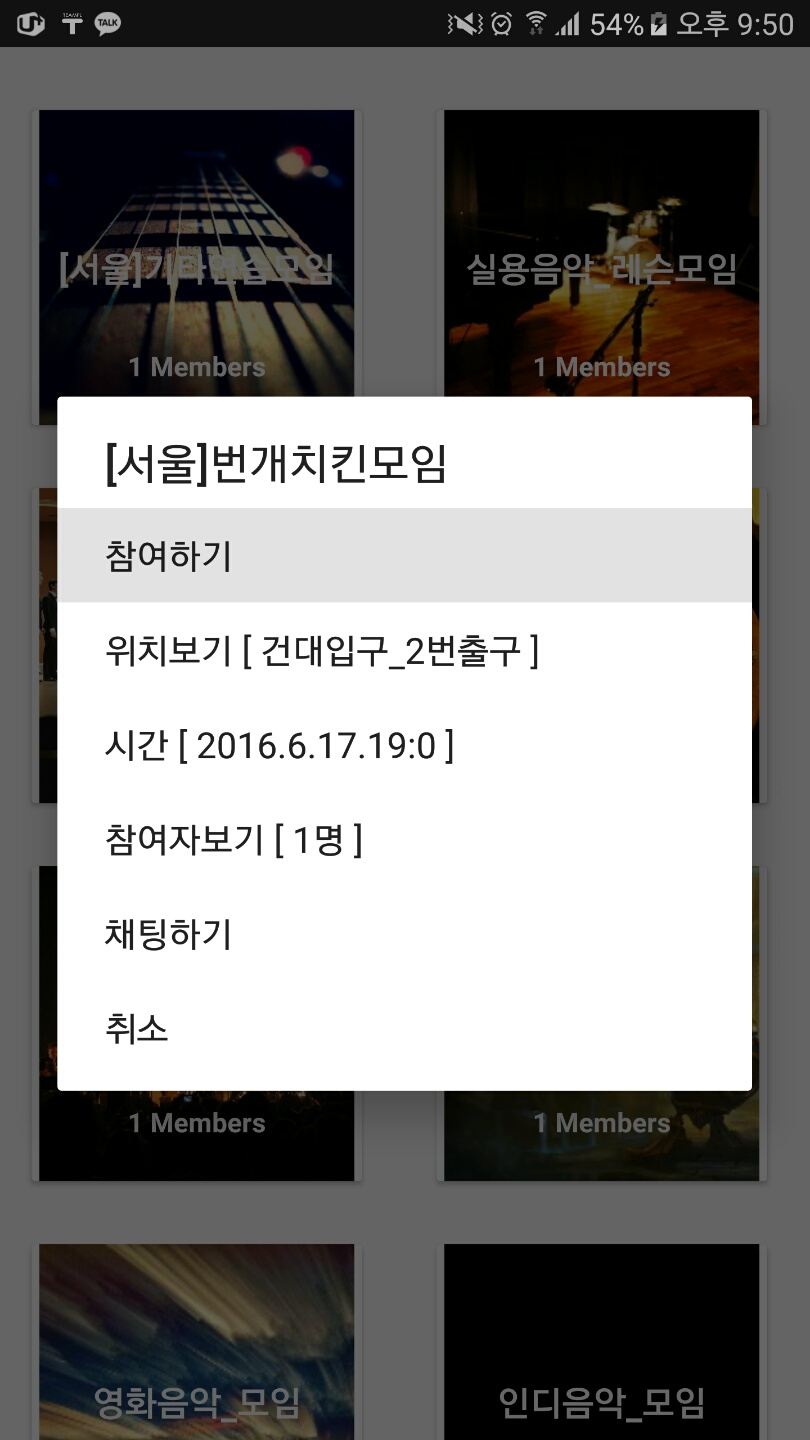 TALK
54%
오후 9:50
[서울]기타연습모임
실용음악_레슨모임
1 Members
1 Members
[서울]번개치킨모임
참여하기
위치보기 [ 건대입구_2번출구 ]
시간 [ 2016.6.17.19:0 ]
참여자보기 [ 1명 ]
채팅하기
취소
1 Members
1 Members
영화음악_모임
인디음악_모임